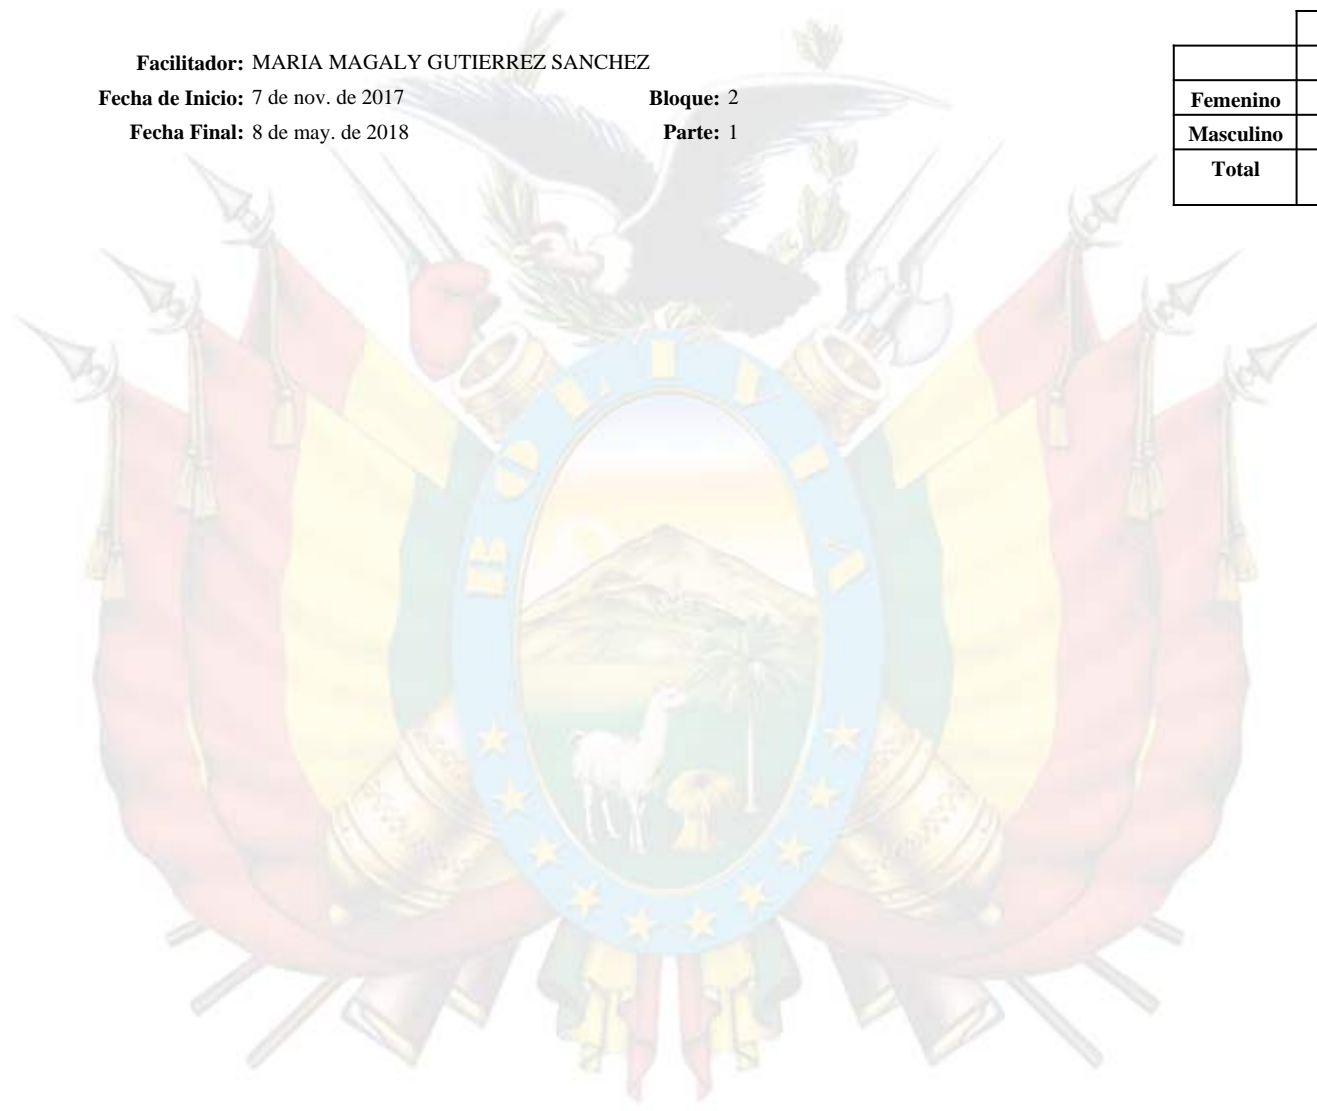 Facilitador: MARIA MAGALY GUTIERREZ SANCHEZ
Fecha de Inicio: 7 de nov. de 2017 Bloque: 2
Fecha Final: 8 de may. de 2018 Parte: 1
Femenino
Masculino
Total
BOLIVIA